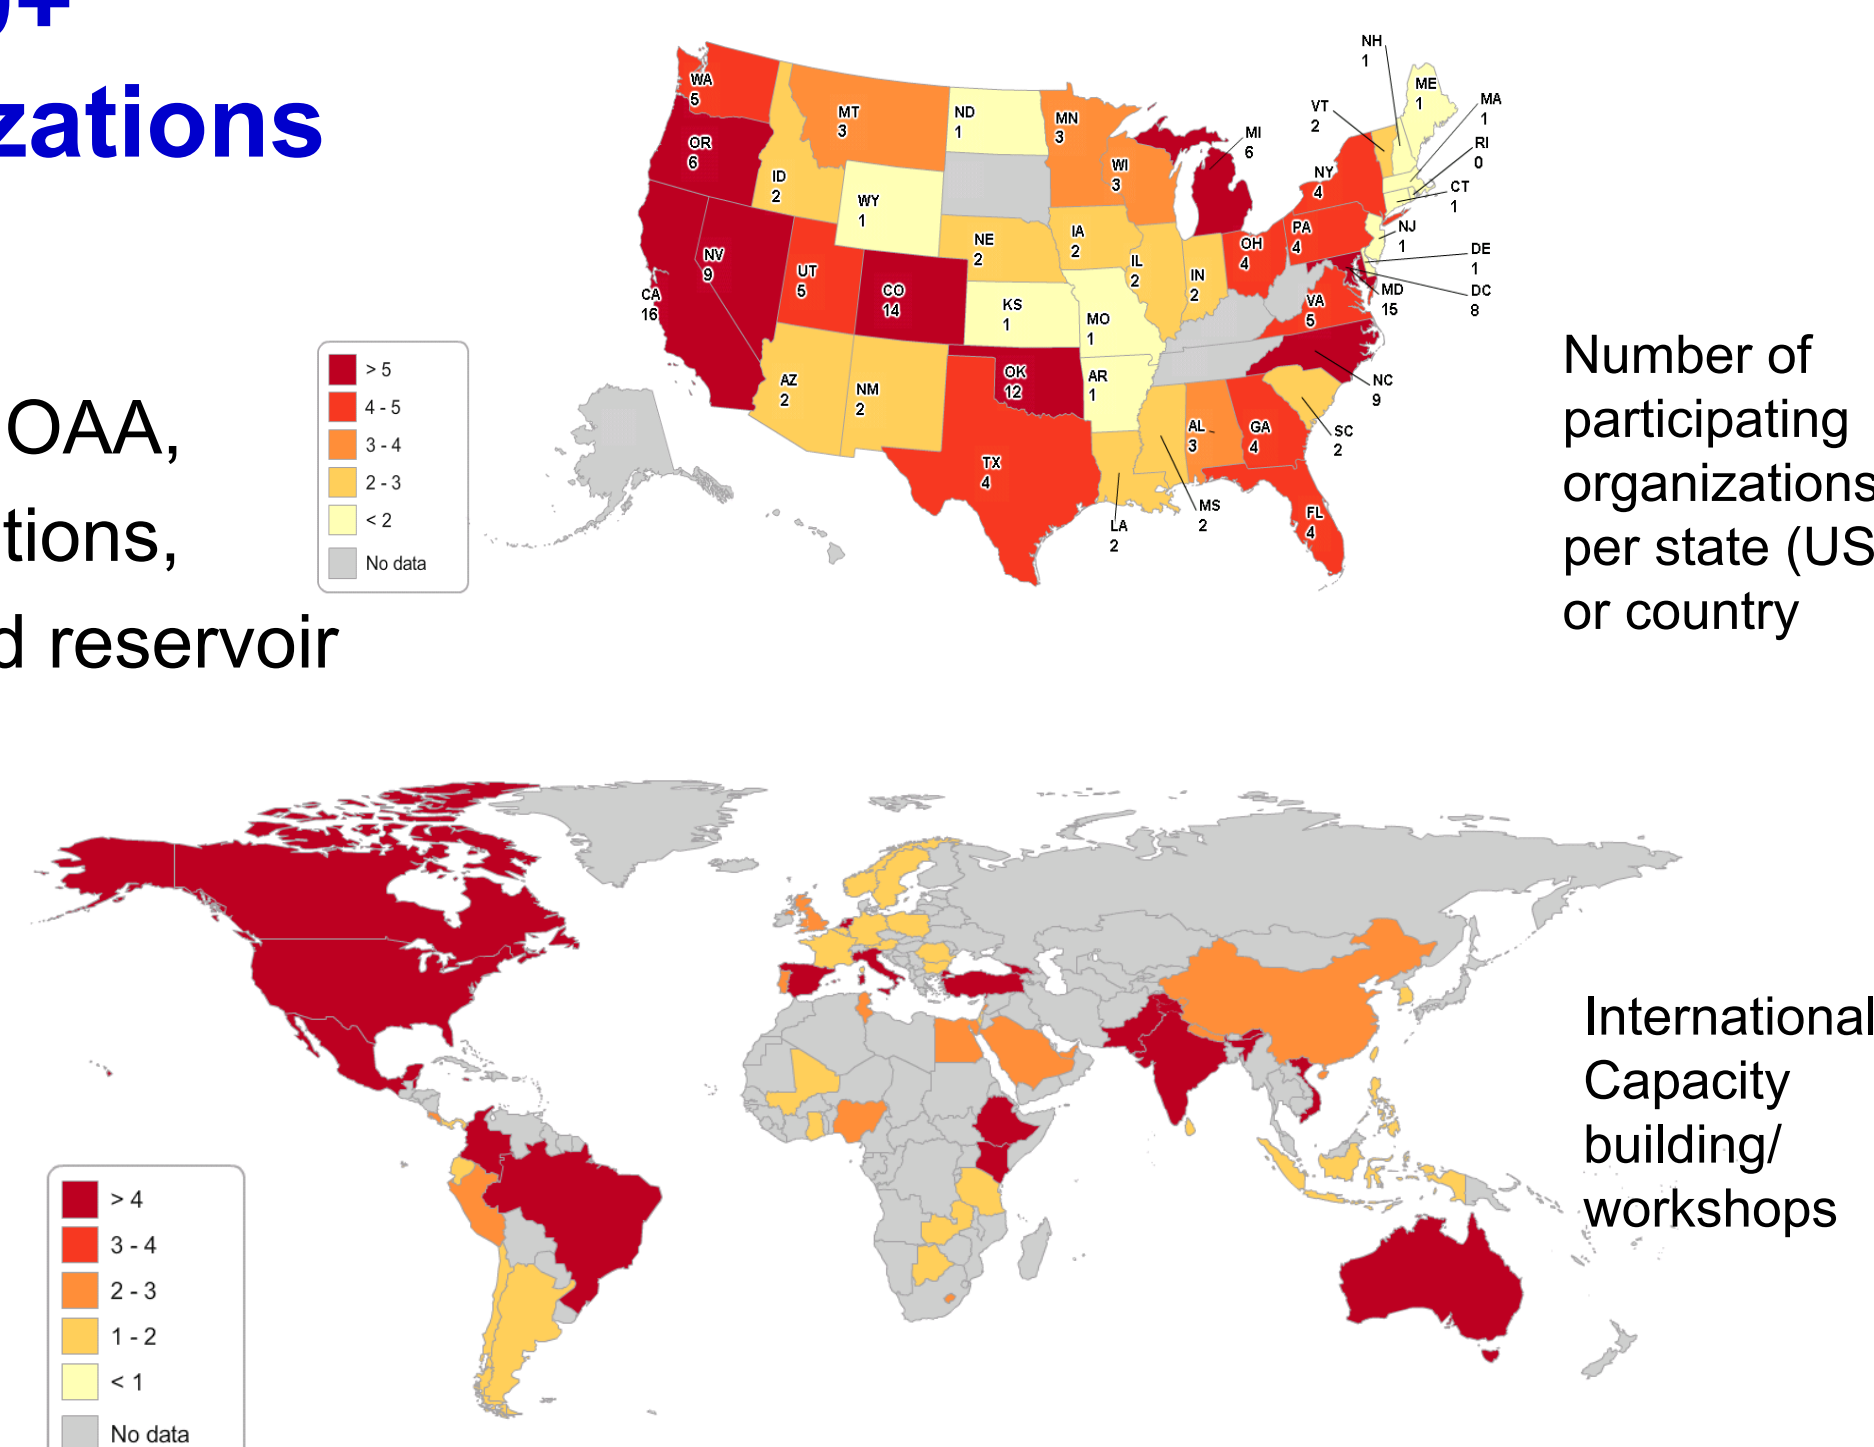 zations
OAA,
tions,
d reservoir
> 5
4 - 5
3 - 4
2 - 3
< 2
No data
WA
5
OR
6
CA
16
NV
9
ID
2
MT
3
WY
1
UT
5
CO
14
AZ
2
NM
2
ND
1
NE
2
KS
1
OK
12
TX
4
MN
3
IA
2
MO
1
AR
1
LA
2
WI
3
IL
2
IN
2
MI
6
OH
4
MS
2
AL
3
GA
4
FL
4
SC
2
NC
9
VA
5
PA
4
NY
4
VT
2
NH
1
ME
1
MA
1
RI
0
CT
1
NJ
1
DE
1
MD
15
DC
8
Number of
participating
organizations
per state (US
or country
> 4
3 - 4
2 - 3
1 - 2
< 1
No data
International
Capacity
building/
workshops